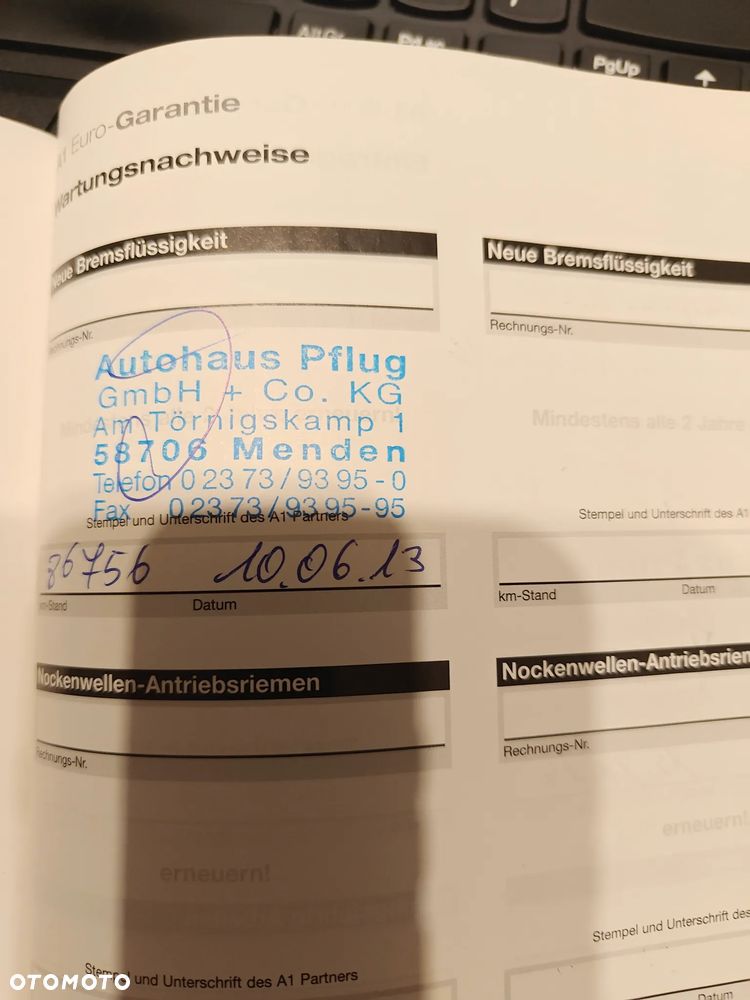 Alt Gr
PgUp
A1 Euro-Garantie
Wartungsnachweise
Neue Bremsflüssigkeit
Rechnungs-Nr.
Autohaus Pflug
GmbH + Co. KG
Am Törnigskamp 1
58706 Menden
Telefon 0 23 73 / 93 95 - 0
Fax 0 23 73 / 93 95 - 95
Stempel und Unterschrift des A1 Partners
86756 10.06.13
km-Stand Datum
Nockenwellen-Antriebsriemen
Rechnungs-Nr.
erneuern!
Stempel und Unterschrift des A1 Partners
Neue Bremsflüssigkeit
Rechnungs-Nr.
Mindestens alle 2 Jahre
Stempel und Unterschrift des A1
km-Stand Datum
Nockenwellen-Antriebsriemen
Rechnungs-Nr.
erneuern!
Stempel und Unterschrift des
Datum
OTOMOTO